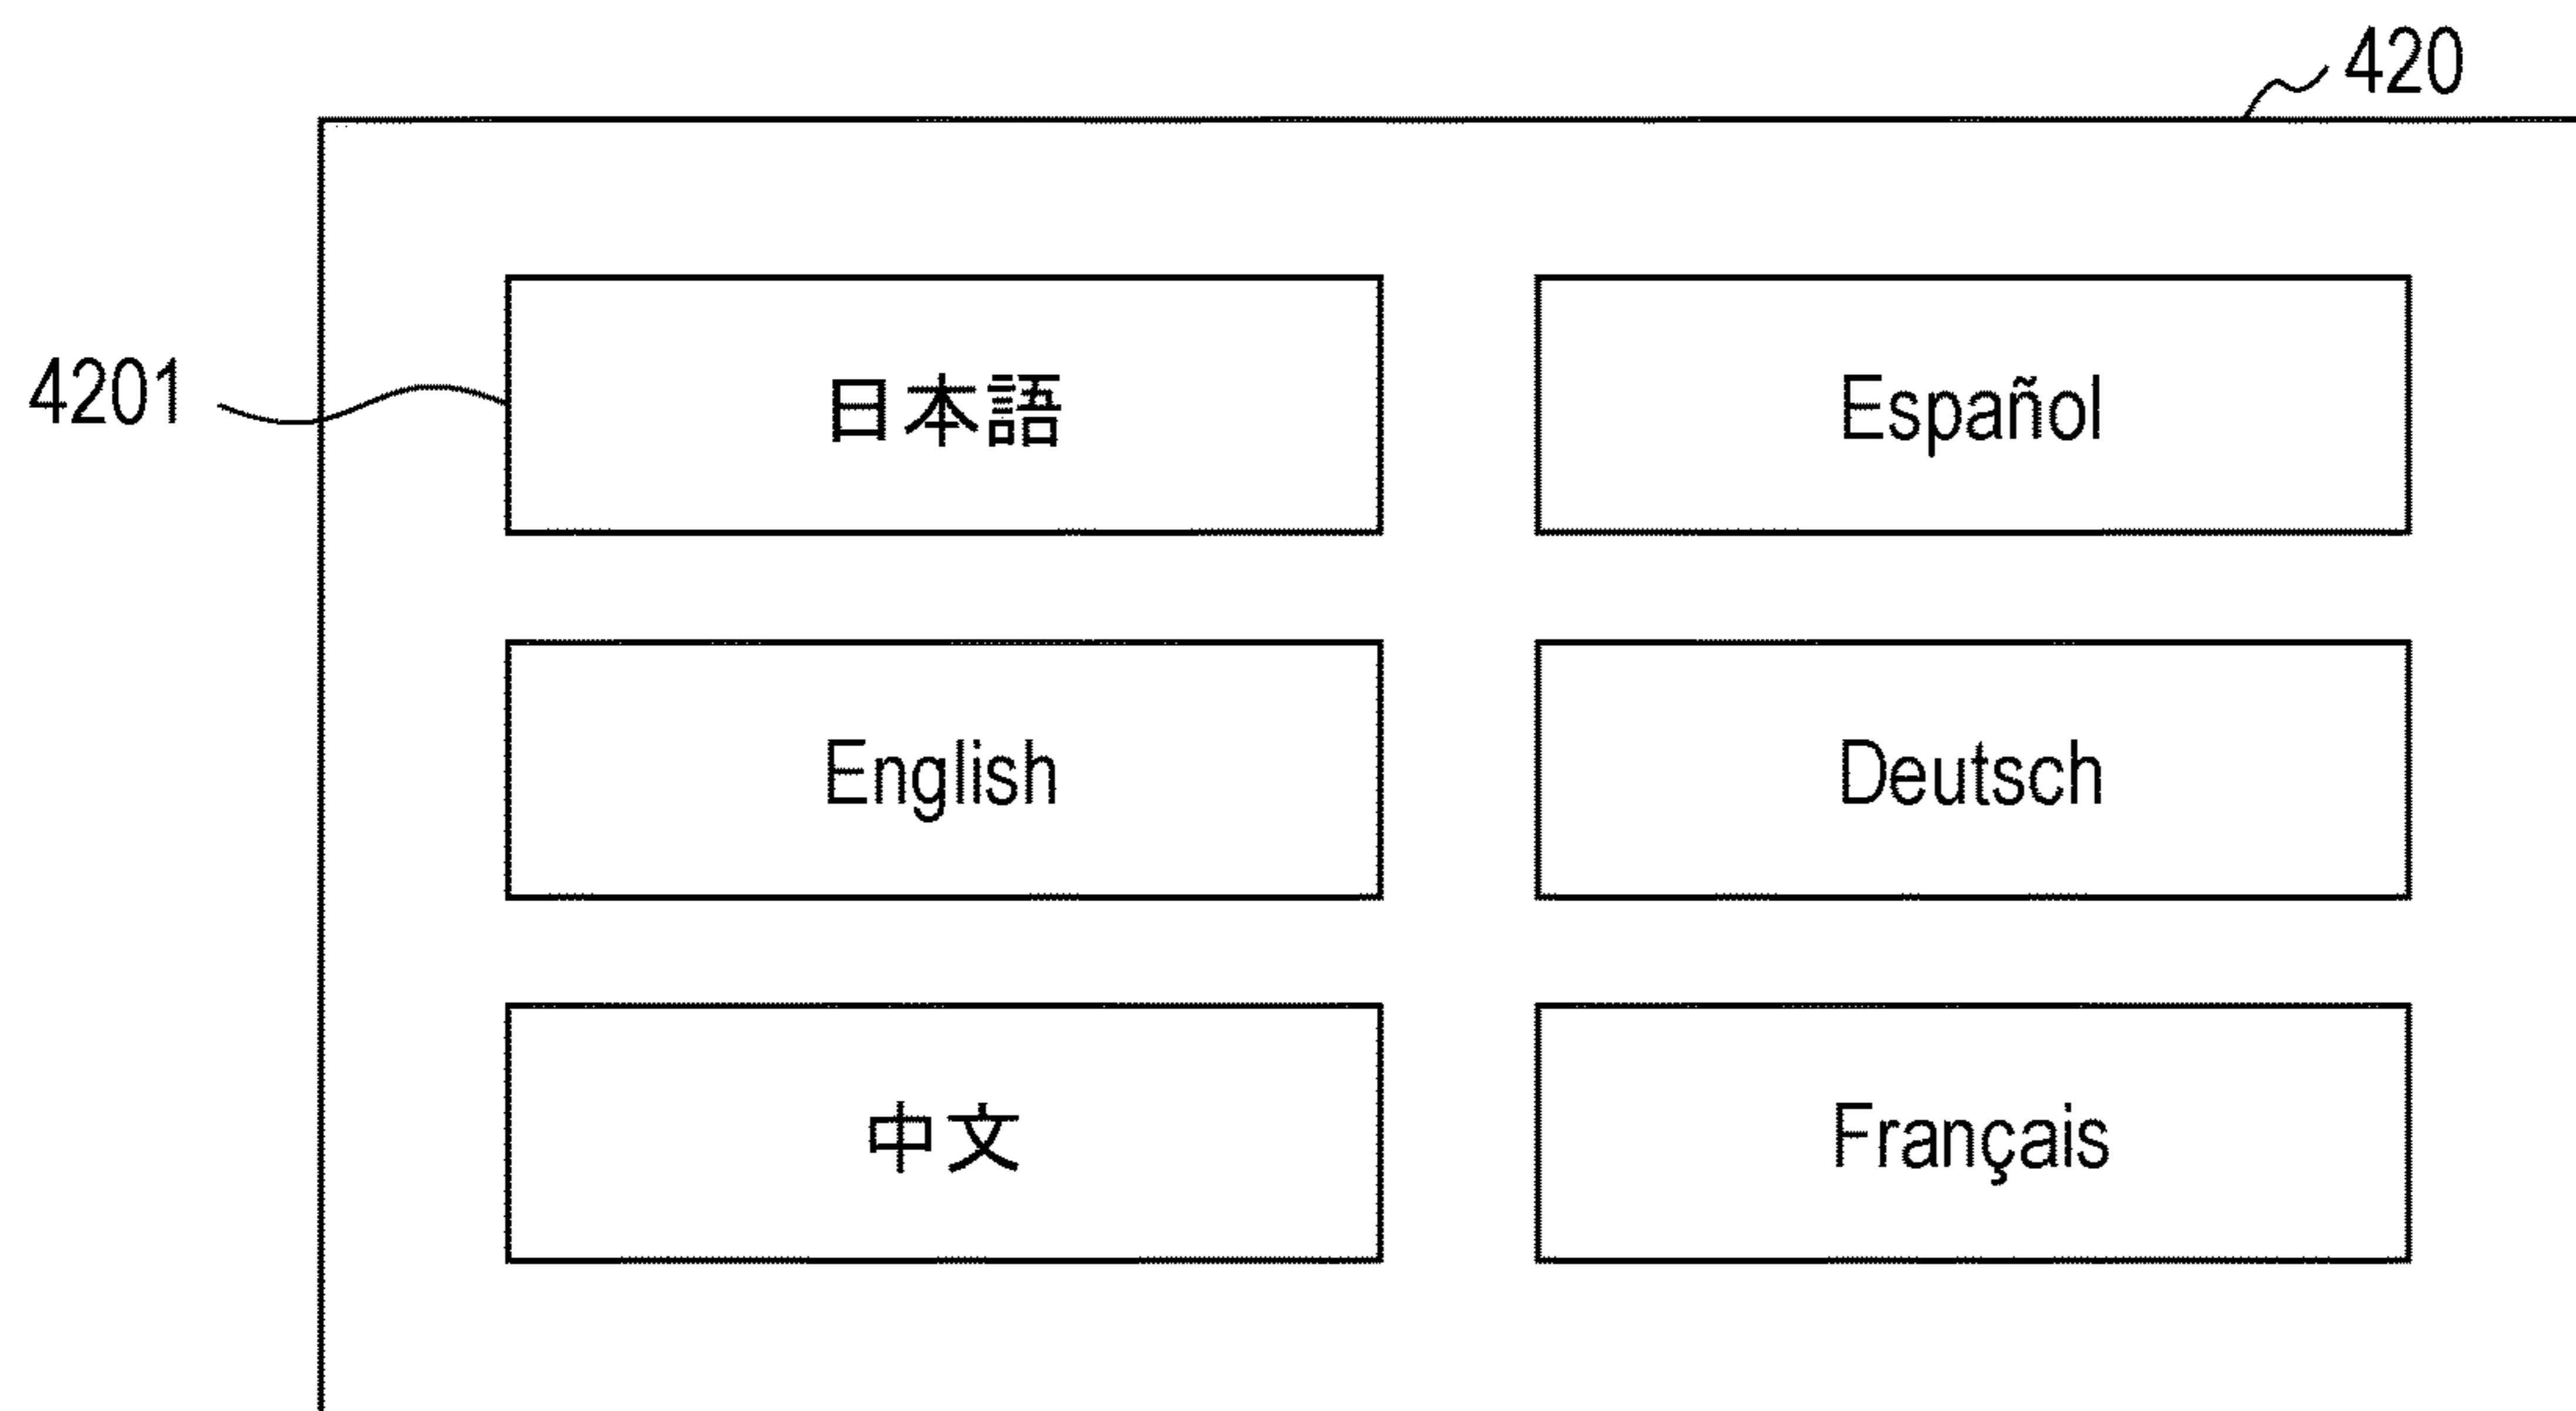 420
4201
日本語
Español
English
Deutsch
中文
Français